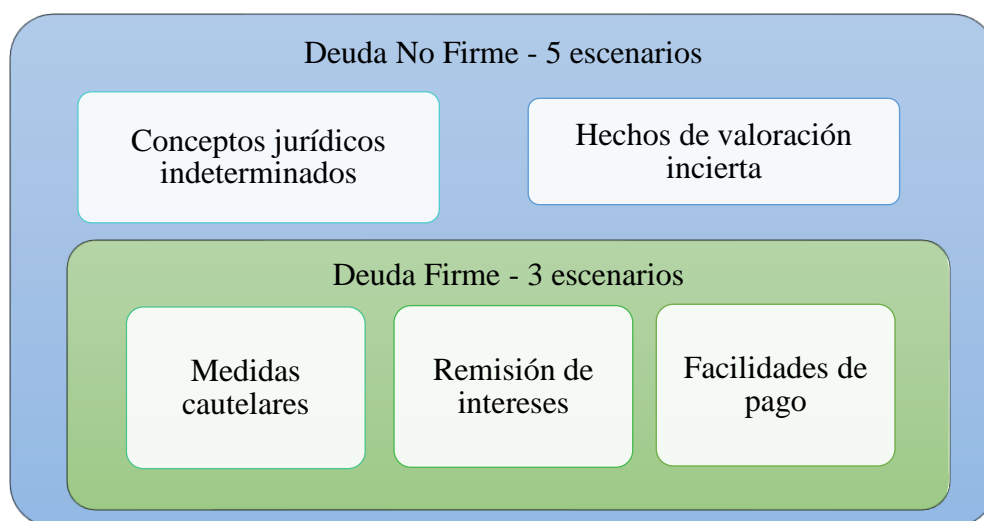 Deuda No Firme - 5 escenarios
Conceptos jurídicos
indeterminados
Hechos de valoración
incierta
Deuda Firme - 3 escenarios
Medidas
cautelares
Remisión de
intereses
Facilidades de
pago